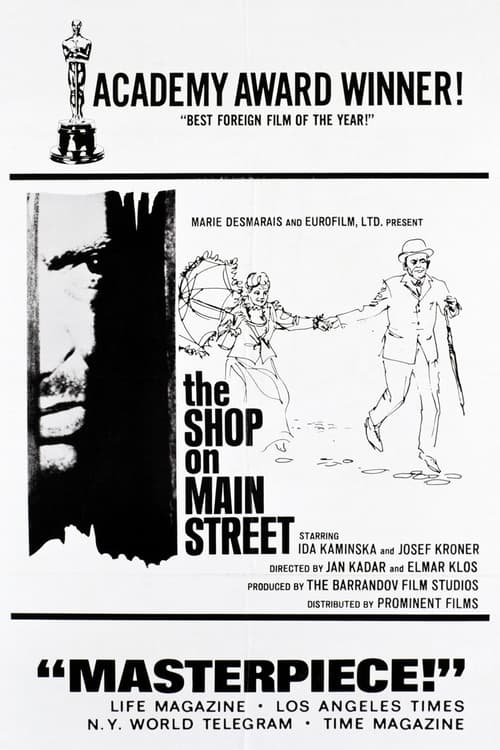 ACADEMY AWARD WINNER!
“BEST FOREIGN FILM OF THE YEAR!”
MARIE DESMARAIS AND EUROFILM, LTD. PRESENT
the
SHOP
on
MAIN
STREET
STARRING
IDA KAMINSKA and JOSEF KRONER
DIRECTED BY JAN KADAR and ELMAR KLOS
PRODUCED BY THE BARRANDOV FILM STUDIOS
DISTRIBUTED BY PROMINENT FILMS
“MASTERPIECE!”
LIFE MAGAZINE • LOS ANGELES TIMES
N.Y. WORLD TELEGRAM • TIME MAGAZINE